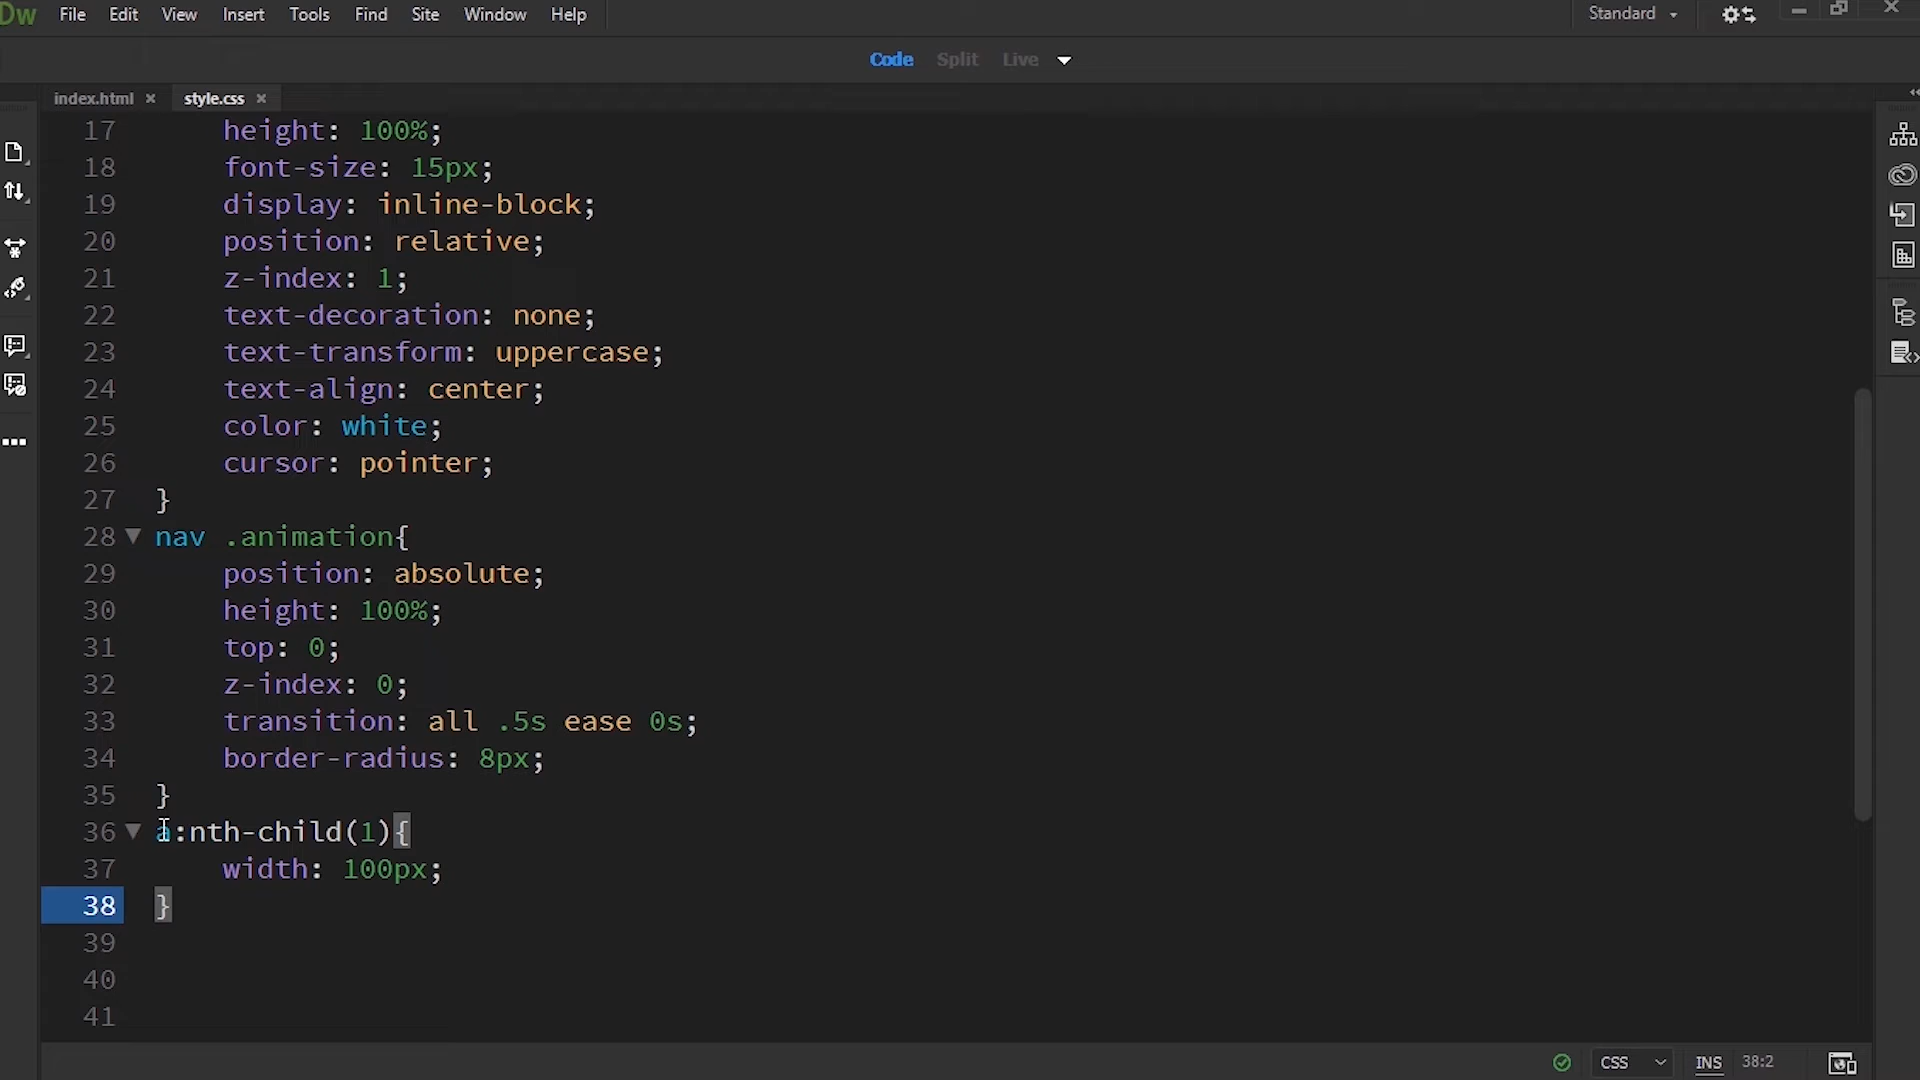 Dw File Edit View Insert Tools Find Site Window Help Standard
Code Split Live
index.html style.css
17 height: 100%;
18 font-size: 15px;
19 display: inline-block;
20 position: relative;
21 z-index: 1;
22 text-decoration: none;
23 text-transform: uppercase;
24 text-align: center;
25 color: white;
26 cursor: pointer;
27 }
28 nav .animation{
29 position: absolute;
30 height: 100%;
31 top: 0;
32 z-index: 0;
33 transition: all .5s ease 0s;
34 border-radius: 8px;
35 }
36 a:nth-child(1){
37 width: 100px;
38 }
39
40
41
CSS INS 38:2